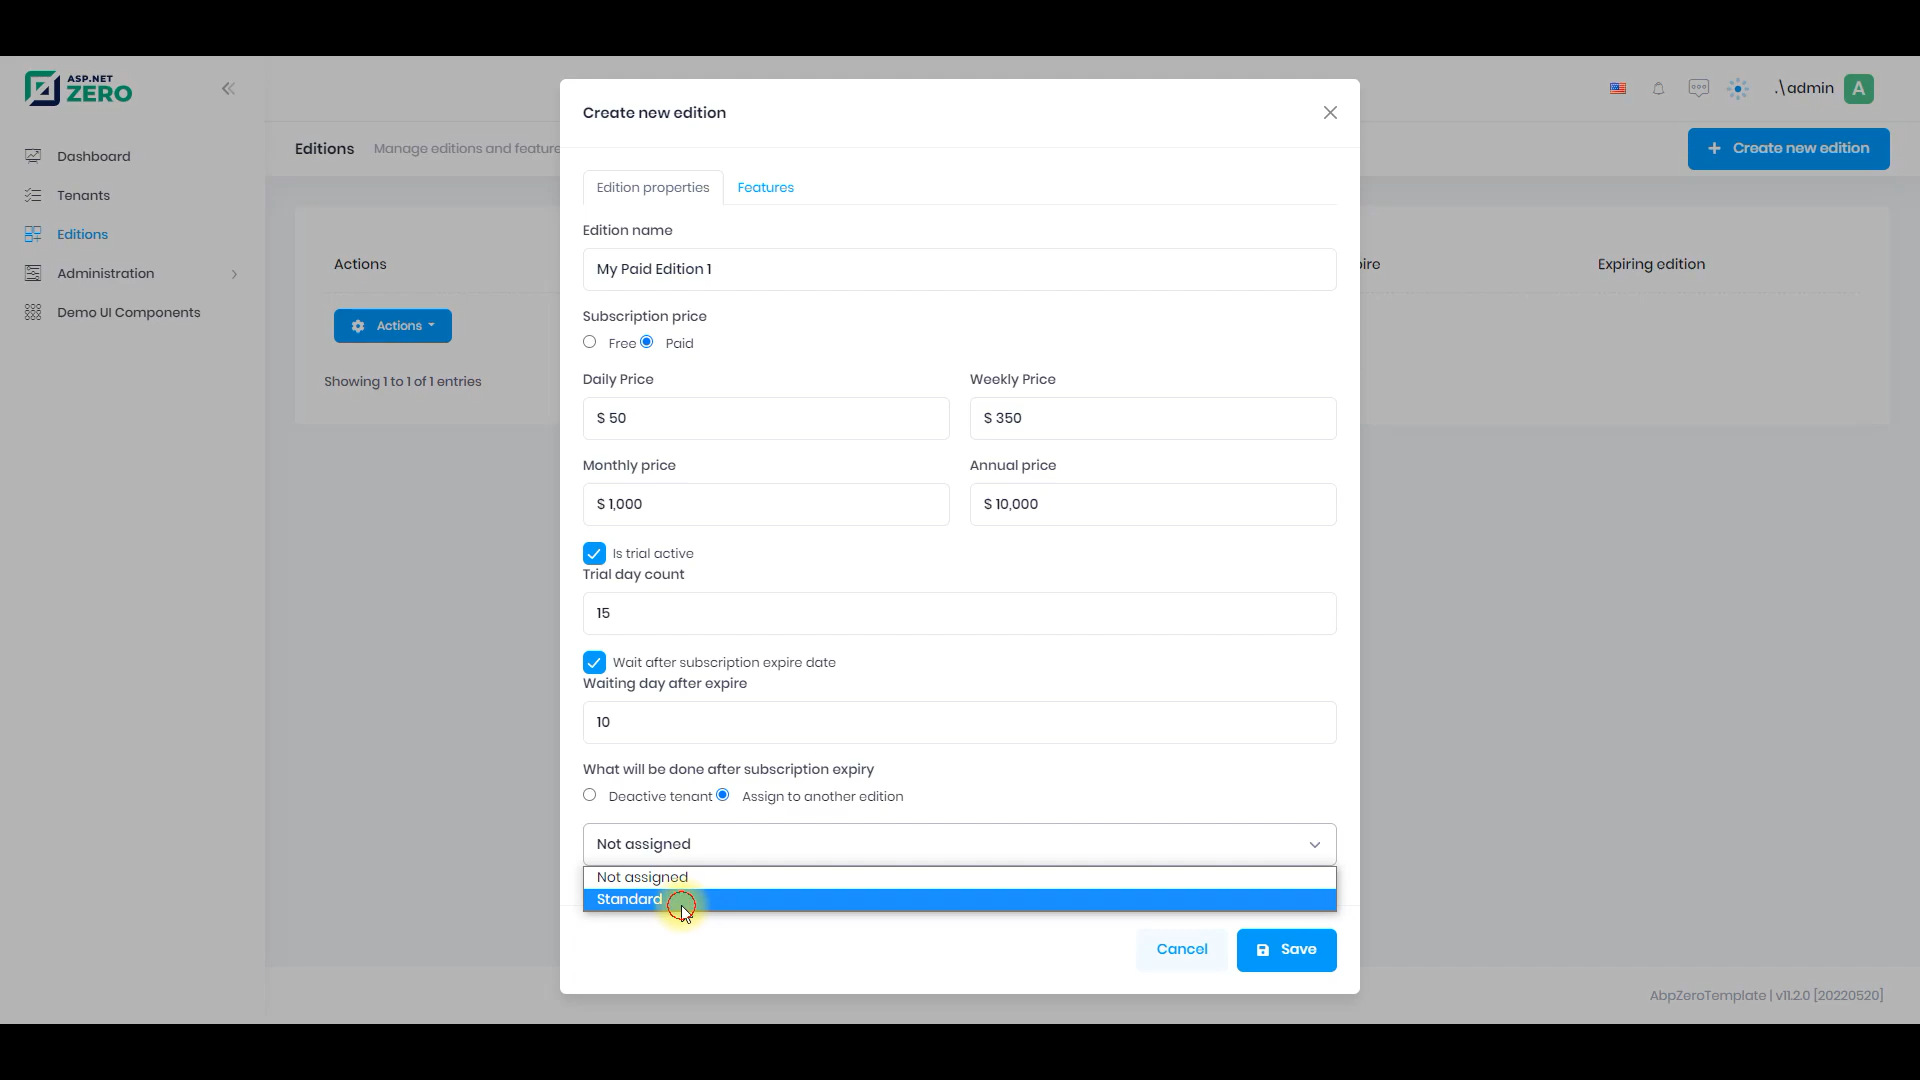 ASP.NET
ZERO
.\admin A
Dashboard
Tenants
Editions
Administration
Demo UI Components
Editions Manage editions and feature
+ Create new edition
Actions
ire
Expiring edition
Actions
Showing 1 to 1 of 1 entries
Create new edition
Edition properties Features
Edition name
My Paid Edition 1
Subscription price
Free Paid
Daily Price Weekly Price
$ 50 $ 350
Monthly price Annual price
$ 1,000 $ 10,000
Is trial active
Trial day count
15
Wait after subscription expire date
Waiting day after expire
10
What will be done after subscription expiry
Deactive tenant Assign to another edition
Not assigned
Not assigned
Standard
Cancel Save
AbpZeroTemplate | v11.2.0 [20220520]